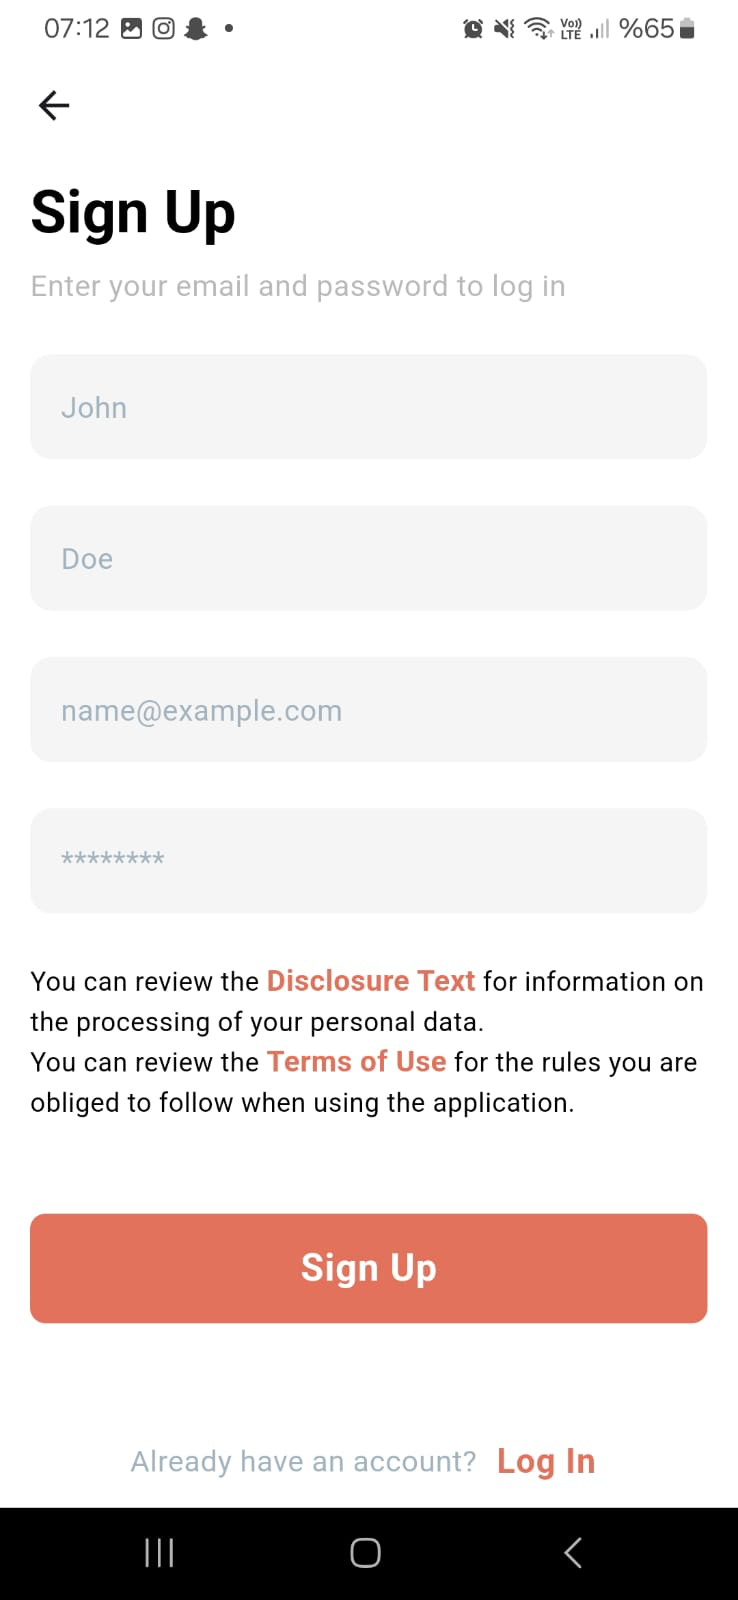 07:12 Vo)) LTE %65
Sign Up
Enter your email and password to log in
John
Doe
name@example.com
********
You can review the Disclosure Text for information on
the processing of your personal data.
You can review the Terms of Use for the rules you are
obliged to follow when using the application.
Sign Up
Already have an account? Log In